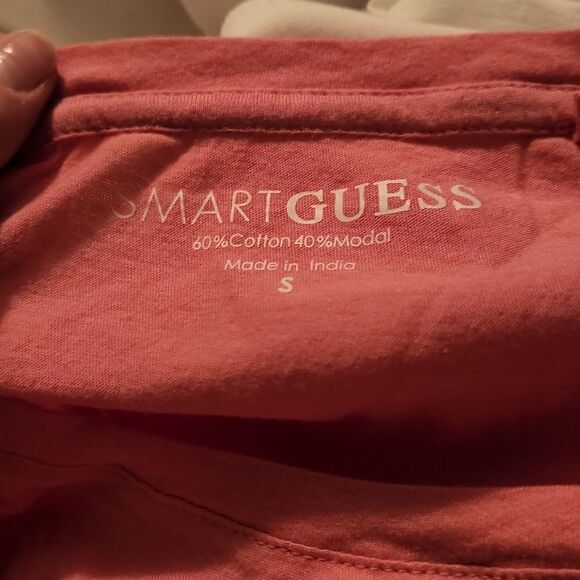 SMARTGUESS
60%Cotton 40%Modal
Made in India
S